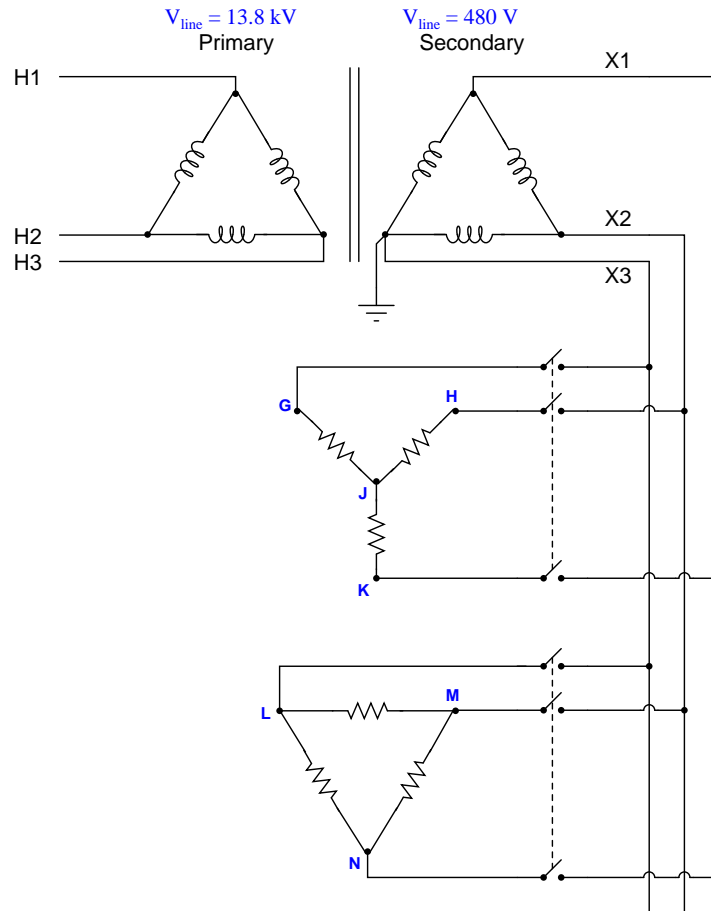 V_line = 13.8 kV
V_line = 480 V
Primary
Secondary
H1
X1
H2
X2
H3
X3
G
H
J
K
L
M
N